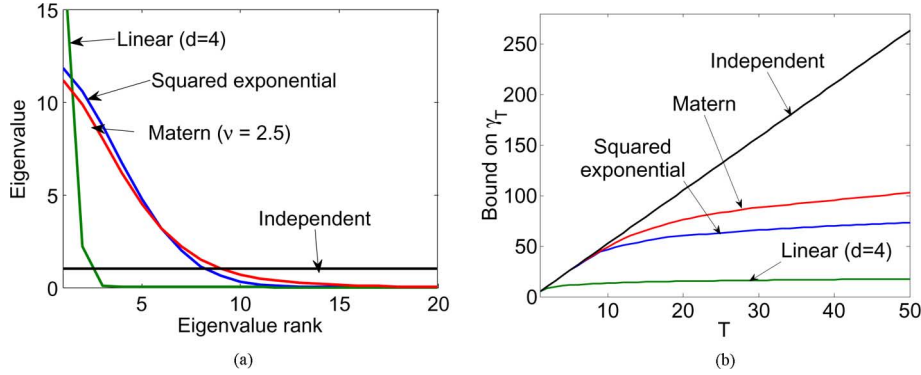 15
10
5
0
Eigenvalue
Linear (d=4)
Squared exponential
Matern (ν = 2.5)
Independent
5
10
15
20
Eigenvalue rank
(a)
250
200
150
100
50
0
Bound on γT
Independent
Matern
Squared
exponential
Linear (d=4)
10
20
30
40
50
T
(b)